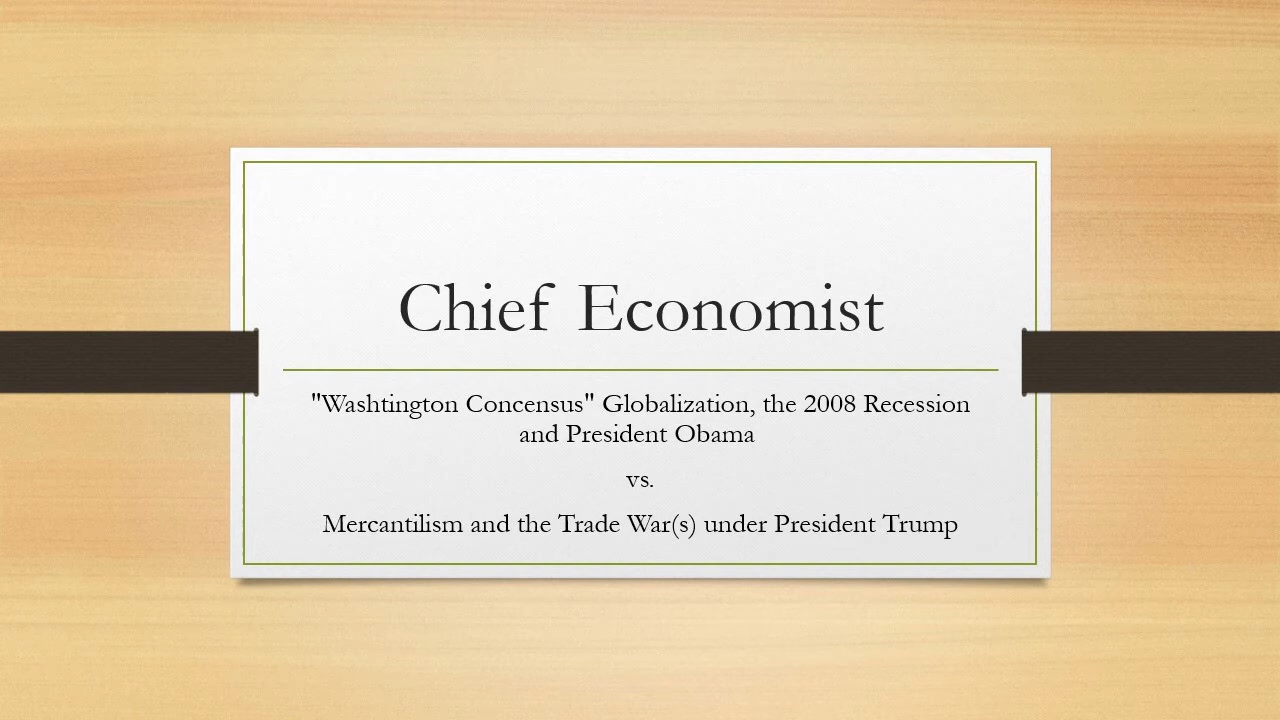 Chief Economist
"Washtington Concensus" Globalization, the 2008 Recession
and President Obama
vs.
Mercantilism and the Trade War(s) under President Trump